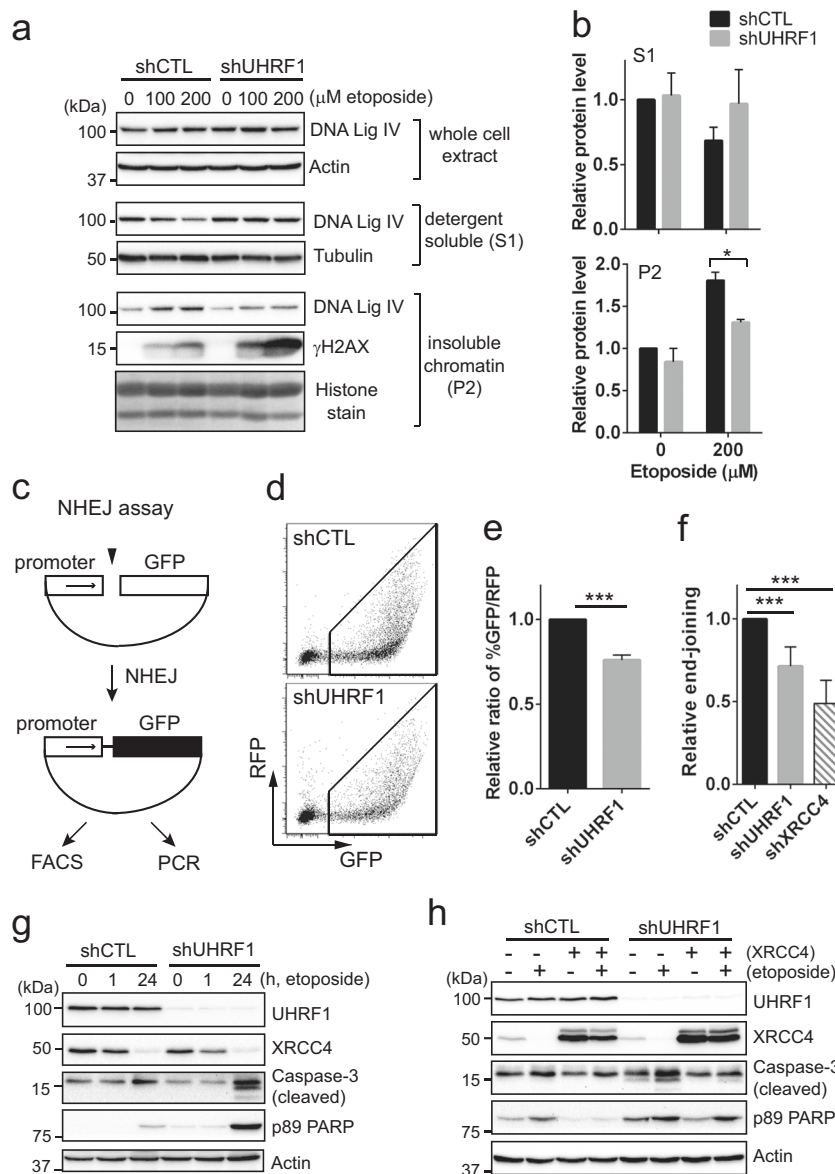 a
shCTL shUHRF1
(kDa) 0 100 200 0 100 200 (μM etoposide)
100 DNA Lig IV
37 Actin
whole cell
extract
100 DNA Lig IV
50 Tubulin
detergent
soluble (S1)
100 DNA Lig IV
15 γH2AX
Histone
stain
insoluble
chromatin
(P2)
b
shCTL
shUHRF1
S1
Relative protein level
1.0
0.5
0.0
P2
*
Relative protein level
2.0
1.5
1.0
0.5
0.0
0 200
Etoposide (μM)
c
NHEJ assay
promoter GFP
NHEJ
promoter GFP
FACS PCR
d
shCTL
shUHRF1
RFP
GFP
e
***
Relative ratio of %GFP/RFP
1.0
0.5
0.0
shCTL
shUHRF1
f
***
***
Relative end-joining
1.0
0.5
0.0
shCTL
shUHRF1
shXRCC4
g
shCTL shUHRF1
(kDa) 0 1 24 0 1 24 (h, etoposide)
100 UHRF1
50 XRCC4
15 Caspase-3
(cleaved)
75 p89 PARP
37 Actin
h
shCTL shUHRF1
- - + + - - + + (XRCC4)
- + - + - + - + (etoposide)
(kDa)
100 UHRF1
50 XRCC4
15 Caspase-3
(cleaved)
75 p89 PARP
37 Actin